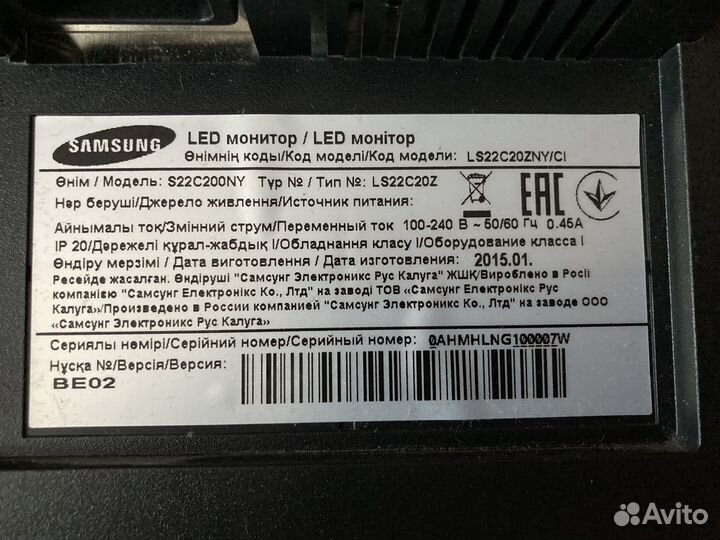 SAMSUNG
LED монитор / LED монітор
Өнімнің коды/Код моделі/Код модели: LS22C20ZNY/CI
Өнім / Модель: S22C200NY Түр № / Тип №: LS22C20Z
Нәр беруші/Джерело живлення/Источник питания:
Айнымалы ток/Змінний струм/Переменный ток 100-240 В ~ 50/60 Гц 0.45A
IP 20/Дережелі құрал-жабдық I/Обладнання класу I/Оборудование класса I
Өндіру мерзімі / Дата виготовлення / Дата изготовления: 2015.01.
Ресейде жасалған. Өндіруші "Самсунг Электроникс Рус Калуга" ЖШҚ/Вироблено в Росії
компанією "Самсунг Електронікс Ко., Лтд" на заводі ТОВ «Самсунг Електронікс Рус
Калуга»/Произведено в России компанией "Самсунг Электроникс Ко., Лтд" на заводе ООО
«Самсунг Электроникс Рус Калуга»
Сериялы нөмірі/Серійний номер/Серийный номер: 0AHMHLNG100007W
Нұсқа №/Версія/Версия:
BE02
EAC
Avito